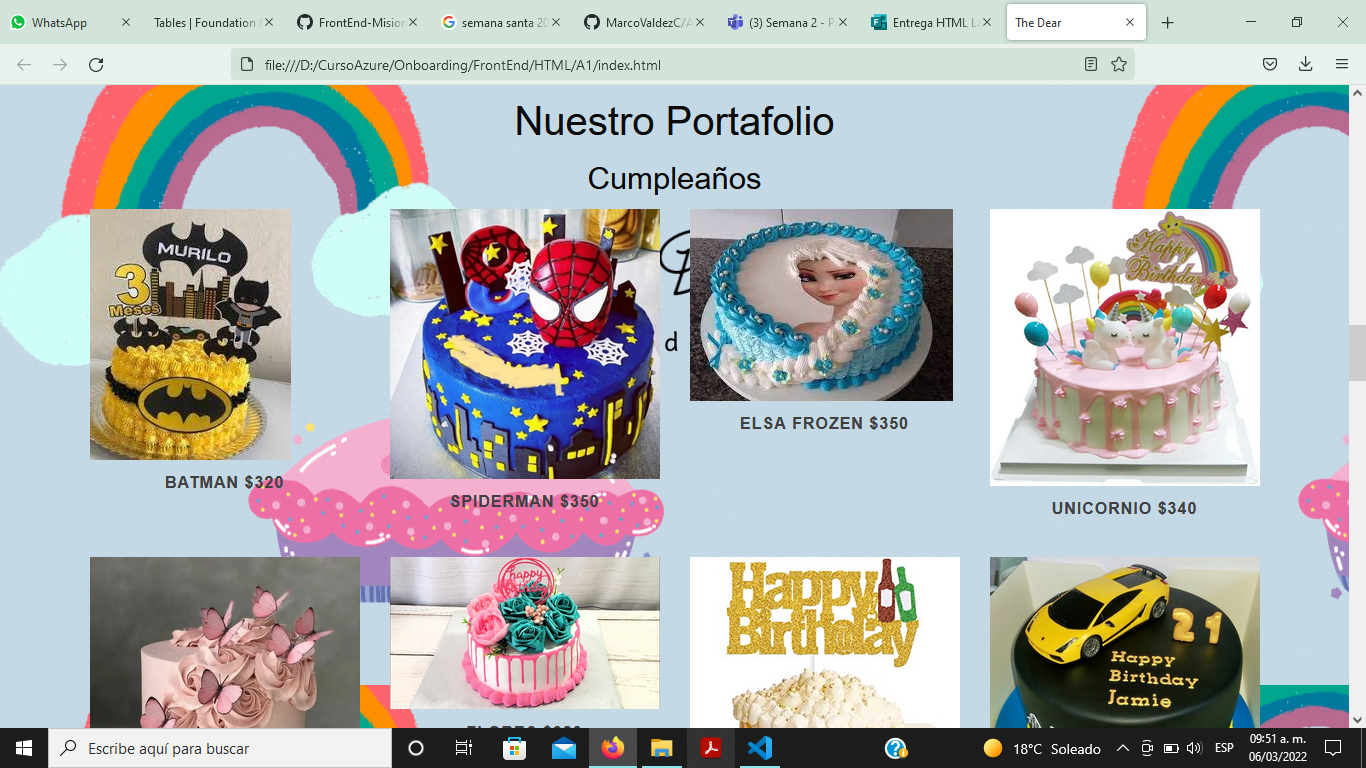 WhatsApp
Tables | Foundation f
FrontEnd-Mision
semana santa 20
MarcoValdezC/A
(3) Semana 2 - P
Entrega HTML La
The Dear
file:///D:/CursoAzure/Onboarding/FrontEnd/HTML/A1/index.html
Nuestro Portafolio
Cumpleaños
MURILO
3
Meses
BATMAN $320
SPIDERMAN $350
d
ELSA FROZEN $350
Happy
Birthday
UNICORNIO $340
happy
birthday
Happy
Birthday
21
Happy
Birthday
Jamie
Escribe aquí para buscar
18°C Soleado
ESP
09:51 a. m.
06/03/2022